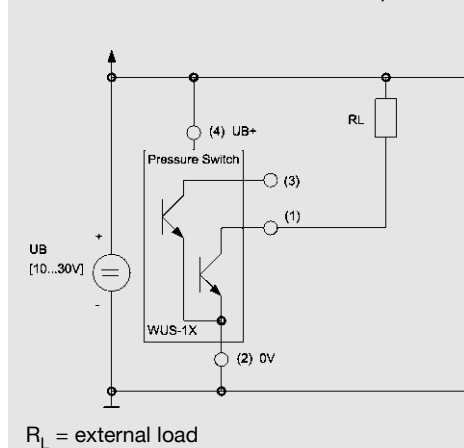 RL
(4) UB+
Pressure Switch
(3)
(1)
UB
+
[10...30V]
=
-
WUS-1X
(2) 0V
R_L = external load